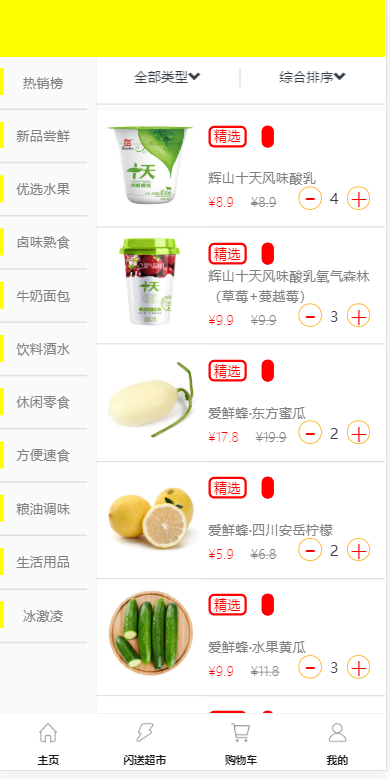 全部类型
综合排序
热销榜
新品尝鲜
优选水果
卤味熟食
牛奶面包
饮料酒水
休闲零食
方便速食
粮油调味
生活用品
冰激凌
十天
精选
辉山十天风味酸乳
¥8.9 ¥8.9
- 4 +
十天
精选
辉山十天风味酸乳氧气森林
（草莓+蔓越莓）
¥9.9 ¥9.9
- 3 +
精选
爱鲜蜂·东方蜜瓜
¥17.8 ¥19.9
- 2 +
精选
爱鲜蜂·四川安岳柠檬
¥5.9 ¥6.8
- 2 +
精选
爱鲜蜂·水果黄瓜
¥9.9 ¥11.8
- 3 +
主页
闪送超市
购物车
我的